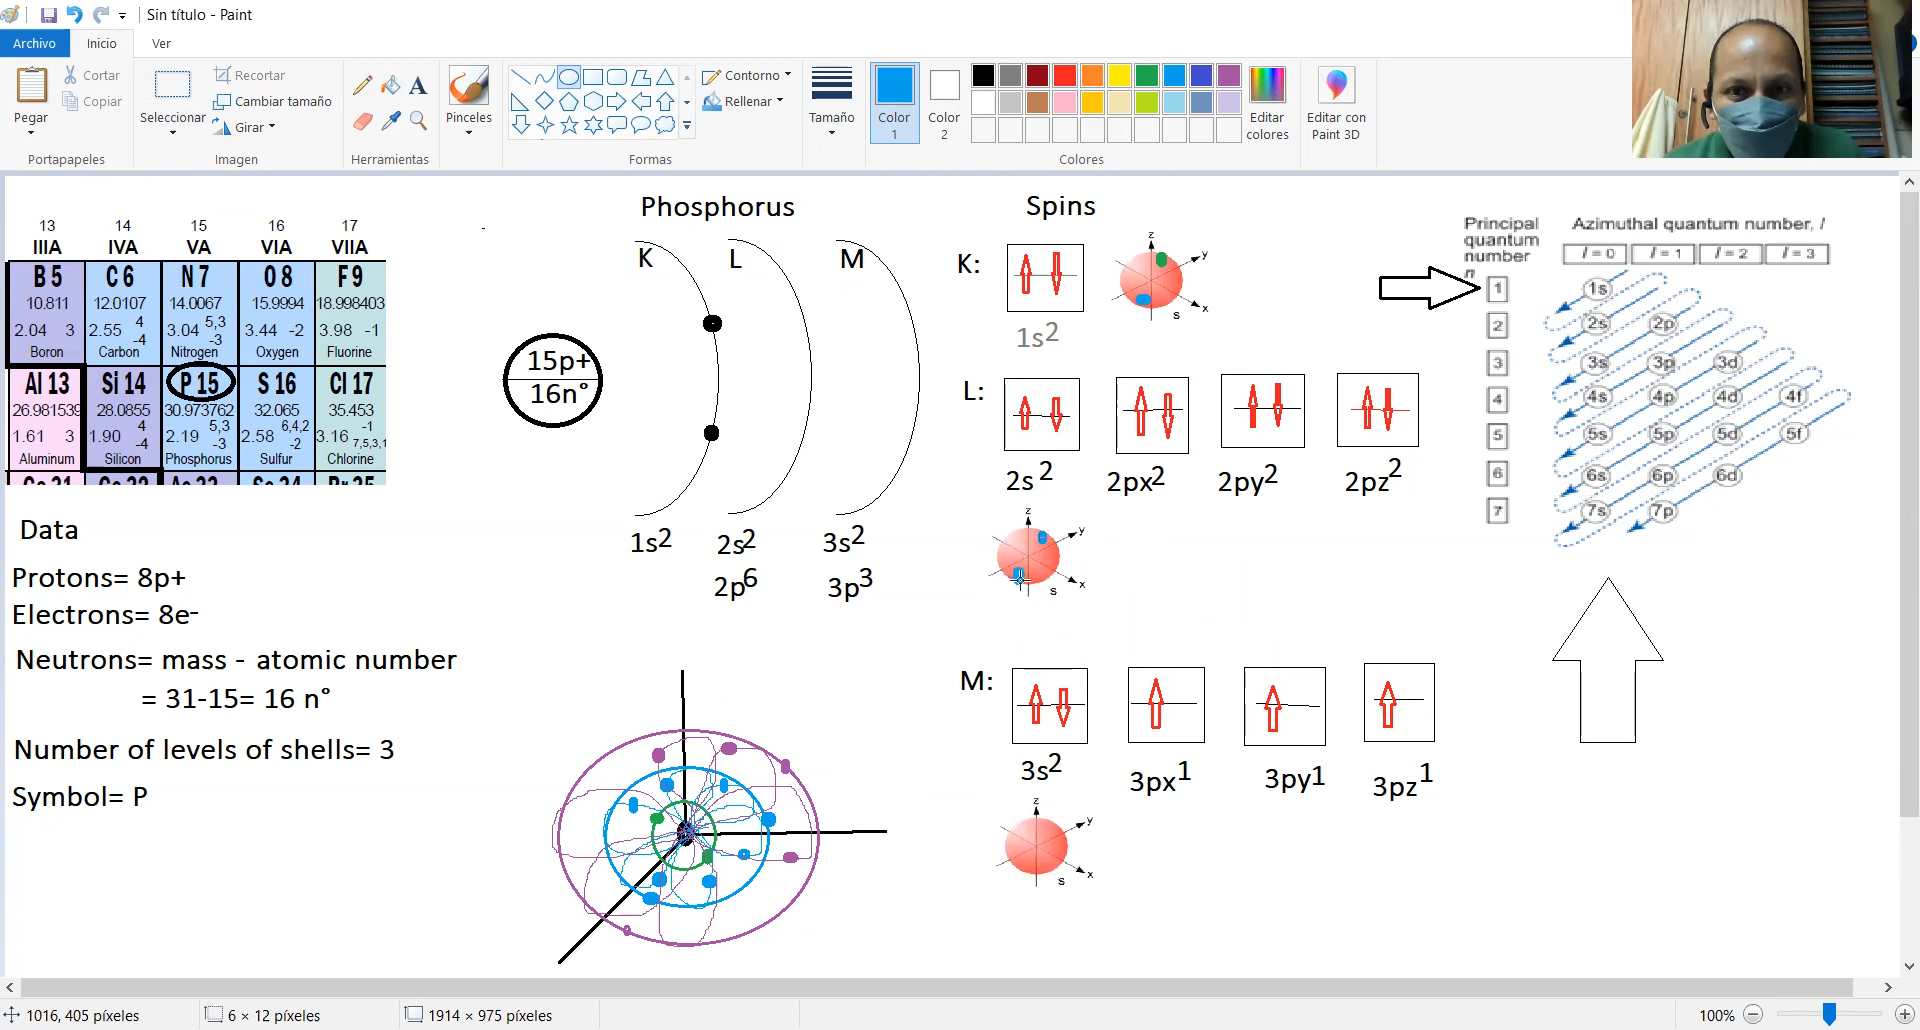 Sin título - Paint
Archivo Inicio Ver
Pegar
Cortar
Copiar
Portapapeles
Seleccionar
Recortar
Cambiar tamaño
Girar
Imagen
Herramientas
A
Pinceles
Contorno
Rellenar
Formas
Tamaño
Color 1
Color 2
Editar colores
Editar con Paint 3D
Colores
13 14 15 16 17
IIIA IVA VA VIA VIIA
B 5 C 6 N 7 O 8 F 9
10.811 12.0107 14.0067 15.9994 18.998403
2.04 3 2.55 4 -4 3.04 5,3 -3 3.44 -2 3.98 -1
Boron Carbon Nitrogen Oxygen Fluorine
Al 13 Si 14 P 15 S 16 Cl 17
26.981539 28.0855 30.973762 32.065 35.453
1.61 3 1.90 4 -4 2.19 5,3 -3 2.58 6,4,2 -2 3.16 -1 7,5,3,1
Aluminum Silicon Phosphorus Sulfur Chlorine
Data
Protons= 8p+
Electrons= 8e-
Neutrons= mass - atomic number
= 31-15= 16 n°
Number of levels of shells= 3
Symbol= P
Phosphorus
K L M
15p+
16n°
1s2 2s2 3s2
2p6 3p3
Spins
K:
1s2
z y x s
L:
2s2 2px2 2py2 2pz2
z y x s
M:
3s2 3px1 3py1 3pz1
z y x s
Principal quantum number n
Azimuthal quantum number, l
l = 0 l = 1 l = 2 l = 3
1 1s
2 2s 2p
3 3s 3p 3d
4 4s 4p 4d 4f
5 5s 5p 5d 5f
6 6s 6p 6d
7 7s 7p
1016, 405 píxeles 6 × 12 píxeles 1914 × 975 píxeles 100%